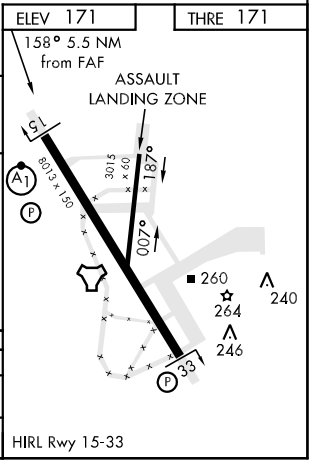 ELEV 171
THRE 171
158° 5.5 NM
from FAF
ASSAULT
LANDING ZONE
15
A1
P
8013 x 150
3015
x 60
187°
007°
260
264
240
246
P
33
HIRL Rwy 15-33